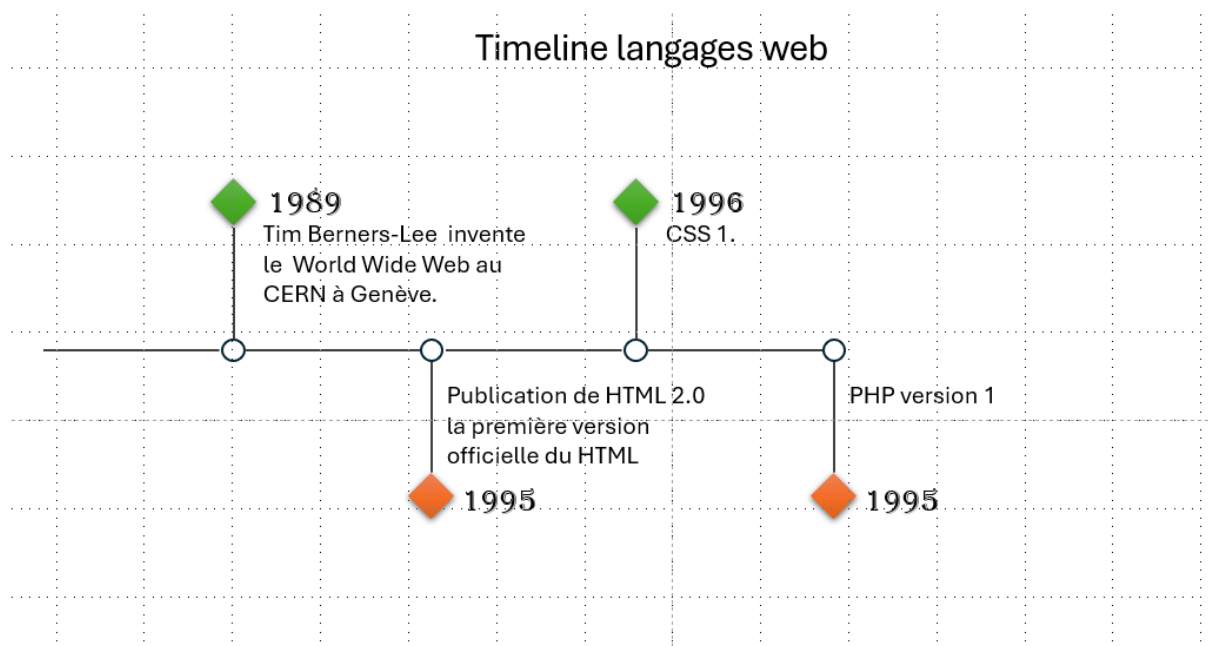 Timeline langages web
1989
Tim Berners-Lee invente
le World Wide Web au
CERN à Genève.
1996
CSS 1.
Publication de HTML 2.0
la première version
officielle du HTML
1995
PHP version 1
1995